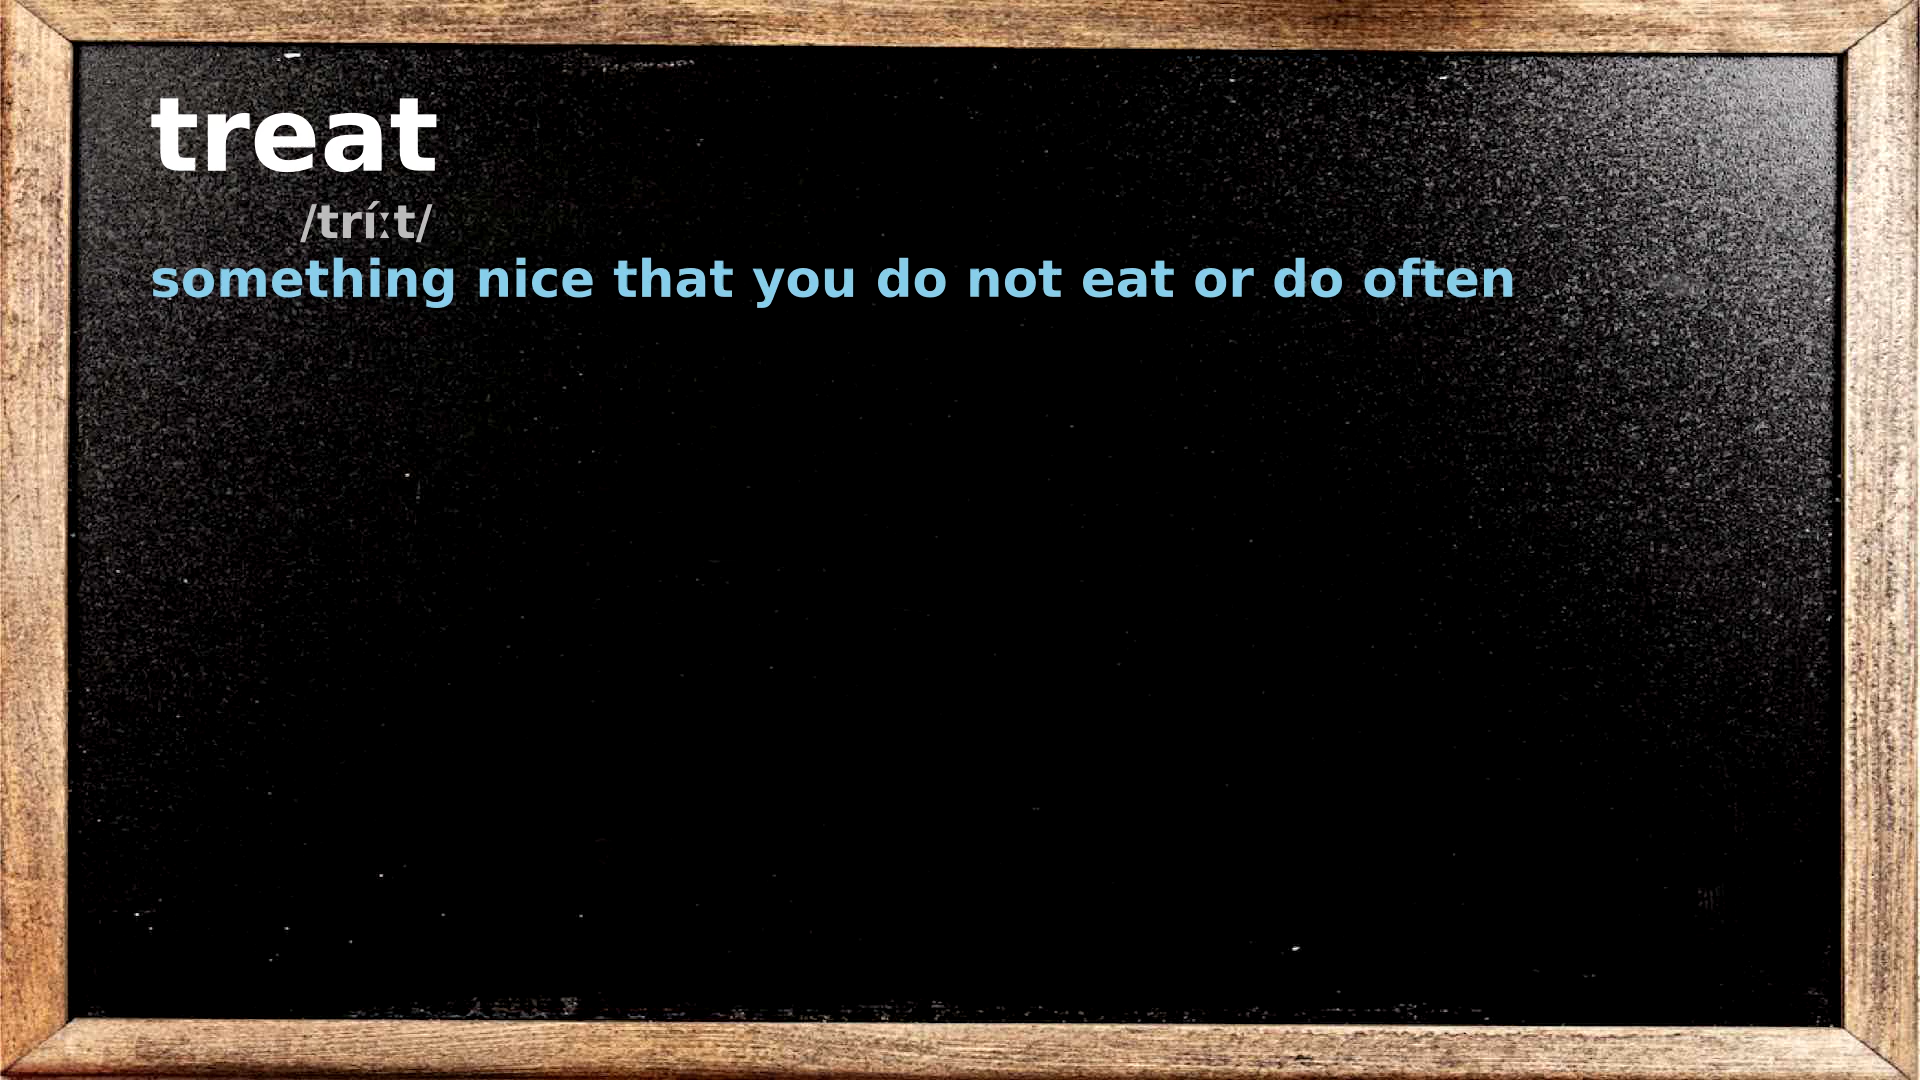 treat
/tríːt/
something nice that you do not eat or do often